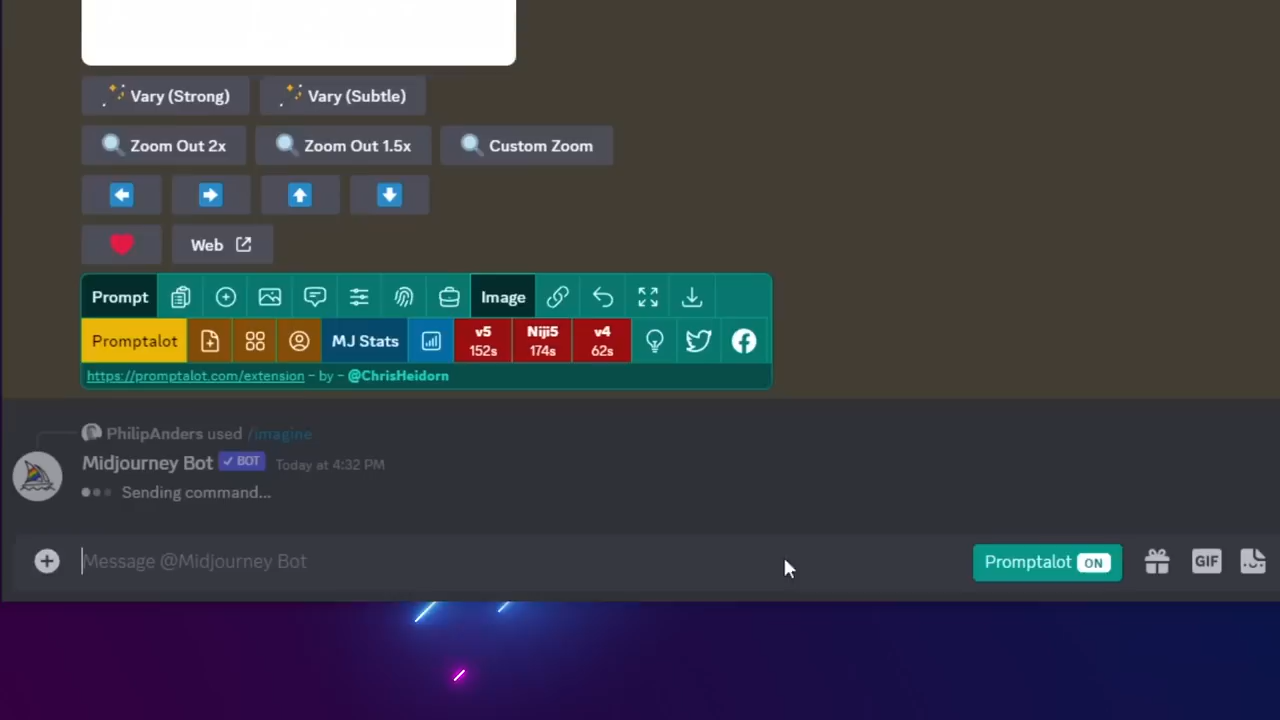 Vary (Strong) Vary (Subtle)
Zoom Out 2x Zoom Out 1.5x Custom Zoom
Web
Prompt Image
Promptalot MJ Stats v5 152s Niji5 174s v4 62s
https://promptalot.com/extension – by – @ChrisHeidorn
PhilipAnders used /imagine
Midjourney Bot ✓ BOT Today at 4:32 PM
Sending command...
Message @Midjourney Bot Promptalot ON GIF